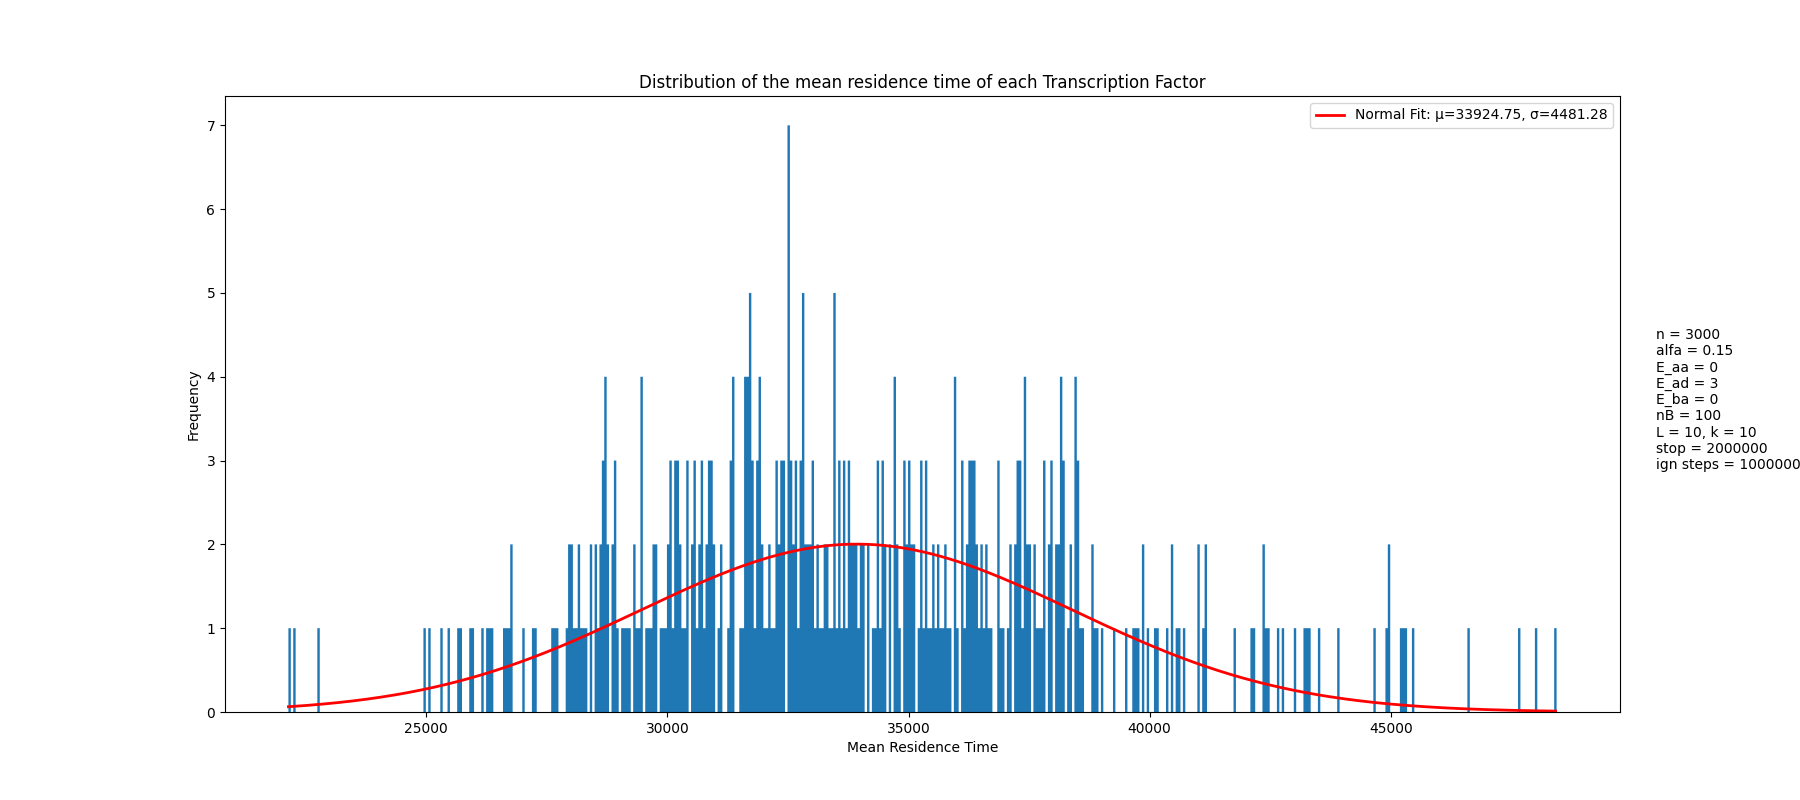 Distribution of the mean residence time of each Transcription Factor
Normal Fit: μ=33924.75, σ=4481.28
7
6
5
4
3
2
1
0
Frequency
25000
30000
35000
40000
45000
Mean Residence Time
n = 3000
alfa = 0.15
E_aa = 0
E_ad = 3
E_ba = 0
nB = 100
L = 10, k = 10
stop = 2000000
ign steps = 1000000